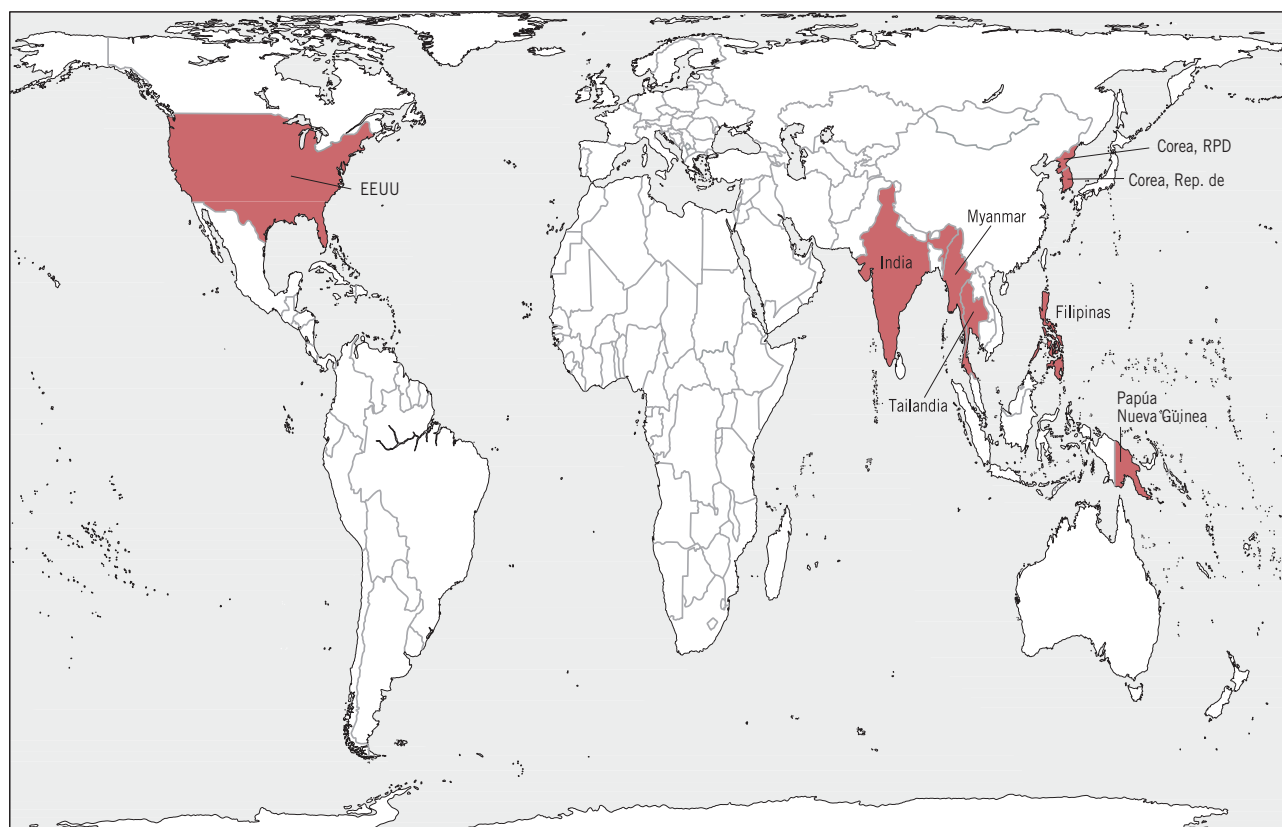 EEUU
Corea, RPD
Corea, Rep. de
Myanmar
India
Filipinas
Tailandia
Papúa
Nueva Guinea